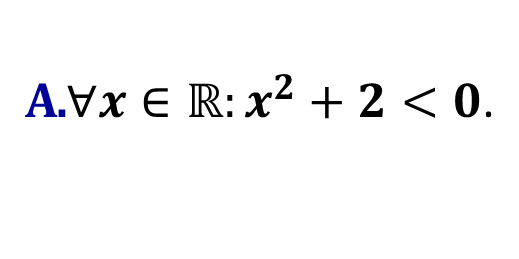 A.∀x ∈ ℝ: x² + 2 < 0.